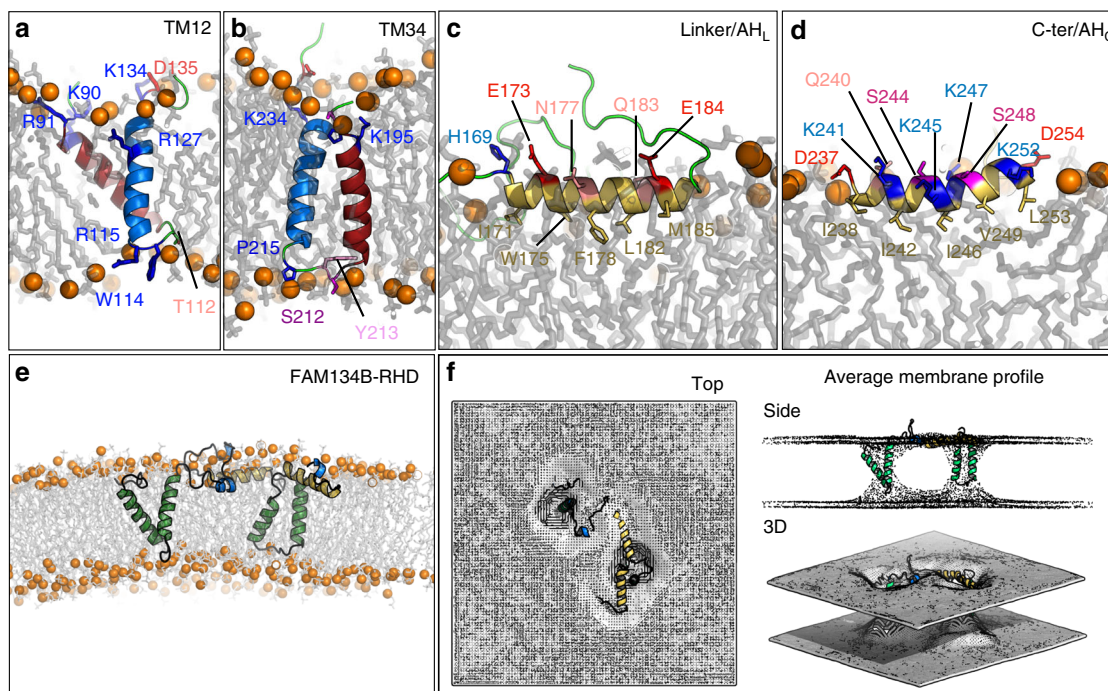 a
TM12
K134
D135
K90
R91
R127
R115
W114
T112
b
TM34
K234
K195
P215
S212
Y213
c
Linker/AHL
E173
N177
Q183
E184
H169
I171
W175
F178
L182
M185
d
C-ter/AHC
Q240
S244
K247
K241
K245
S248
D237
D254
K252
I238
I242
I246
V249
L253
e
FAM134B-RHD
f
Top
Average membrane profile
Side
3D